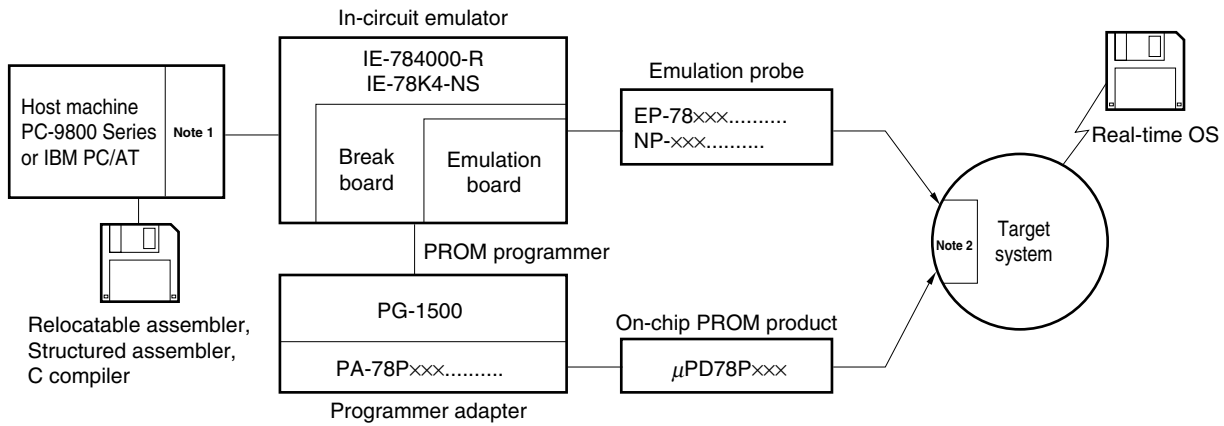 In-circuit emulator
IE-784000-R
IE-78K4-NS
Host machine
PC-9800 Series
or IBM PC/AT
Note 1
Break
board
Emulation
board
Emulation probe
EP-78×××..........
NP-×××..........
Real-time OS
Note 2
Target
system
Relocatable assembler,
Structured assembler,
C compiler
PROM programmer
PG-1500
PA-78P×××..........
Programmer adapter
On-chip PROM product
μPD78P×××